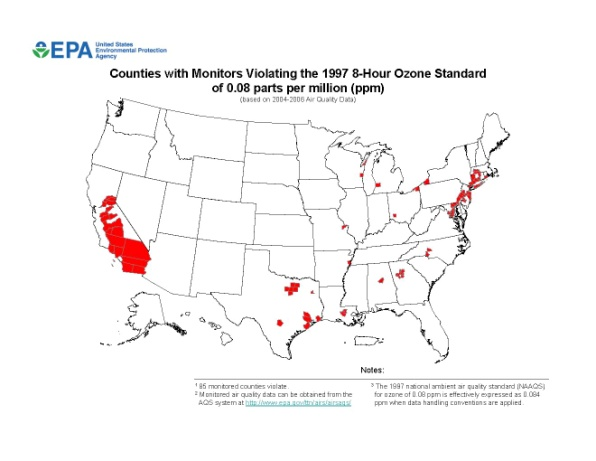 EPA
United States
Environmental Protection
Agency
Counties with Monitors Violating the 1997 8-Hour Ozone Standard
of 0.08 parts per million (ppm)
(based on 2004-2006 Air Quality Data)
Notes:
1 85 monitored counties violate.
2 Monitored air quality data can be obtained from the
AQS system at http://www.epa.gov/ttn/airs/airsaqs/
3 The 1997 national ambient air quality standard (NAAQS)
for ozone of 0.08 ppm is effectively expressed as 0.084
ppm when data handling conventions are applied.